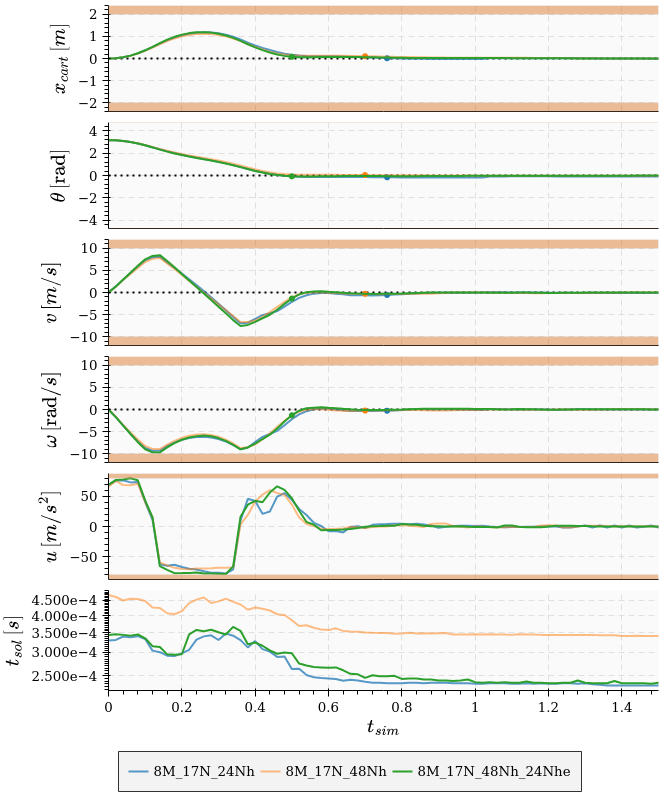 x_cart [m]
2
1
0
−1
−2
θ [rad]
4
2
0
−2
−4
v [m/s]
10
5
0
−5
−10
ω [rad/s]
10
5
0
−5
−10
u [m/s²]
50
0
−50
t_sol [s]
4.500e−4
4.000e−4
3.500e−4
3.000e−4
2.500e−4
0 0.2 0.4 0.6 0.8 1 1.2 1.4
t_sim
8M_17N_24Nh 8M_17N_48Nh 8M_17N_48Nh_24Nhe